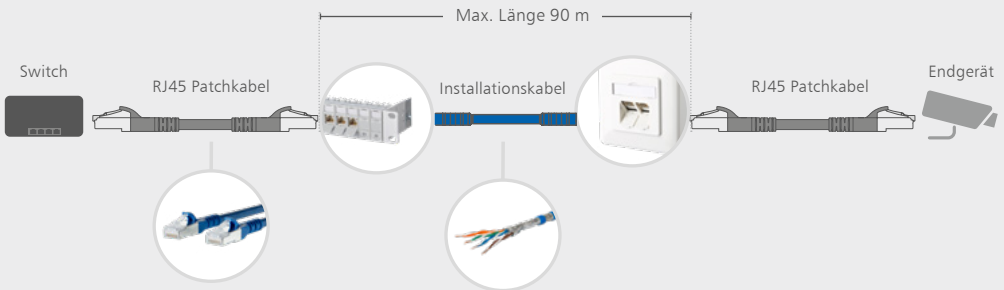 Max. Länge 90 m
Switch
RJ45 Patchkabel
Installationskabel
RJ45 Patchkabel
Endgerät